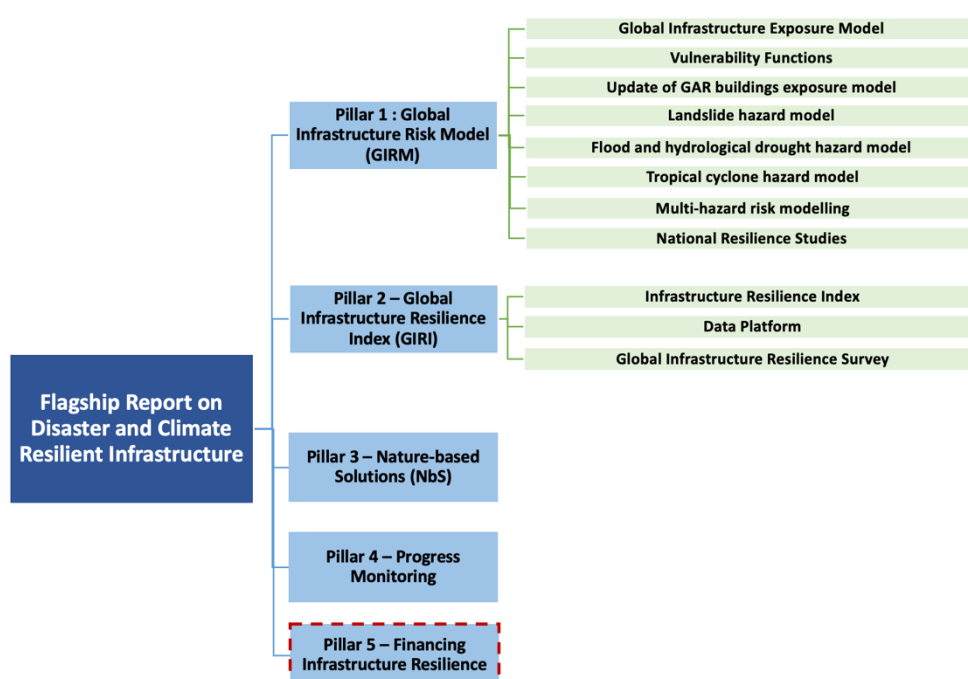 Flagship Report on
Disaster and Climate
Resilient Infrastructure
Pillar 1 : Global
Infrastructure Risk Model
(GIRM)
Global Infrastructure Exposure Model
Vulnerability Functions
Update of GAR buildings exposure model
Landslide hazard model
Flood and hydrological drought hazard model
Tropical cyclone hazard model
Multi-hazard risk modelling
National Resilience Studies
Pillar 2 – Global
Infrastructure Resilience
Index (GIRI)
Infrastructure Resilience Index
Data Platform
Global Infrastructure Resilience Survey
Pillar 3 – Nature-based
Solutions (NbS)
Pillar 4 – Progress
Monitoring
Pillar 5 – Financing
Infrastructure Resilience